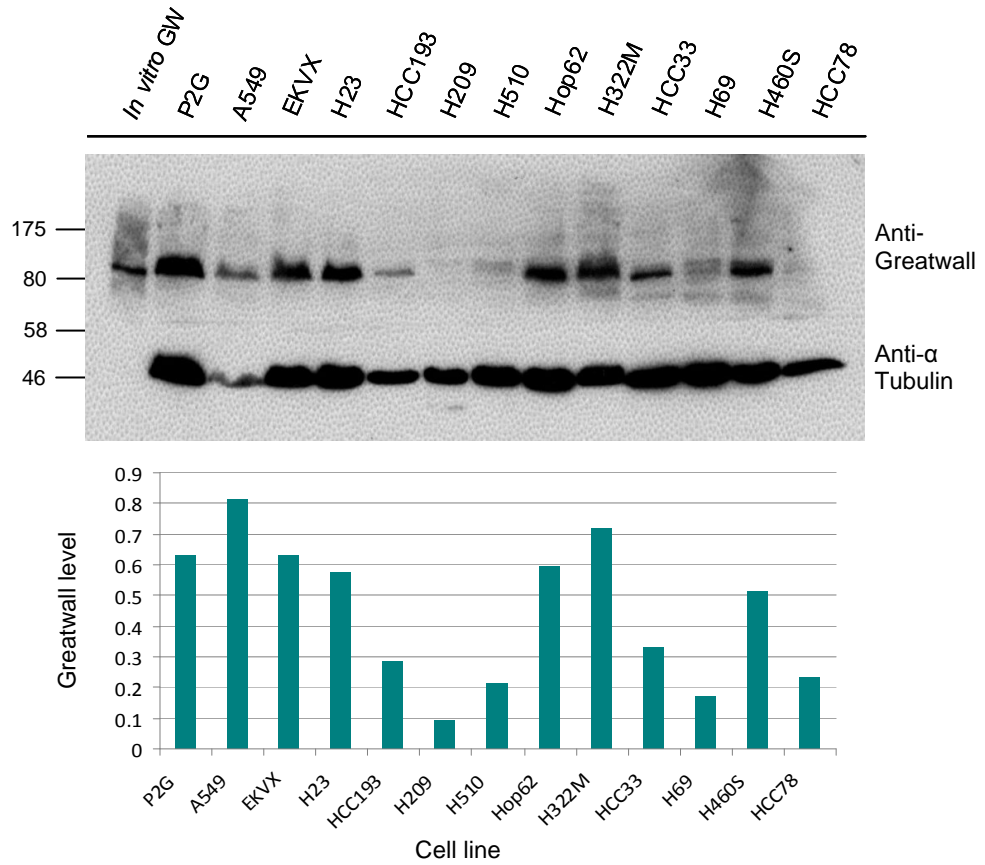 In vitro GW
P2G
A549
EKVX
H23
HCC193
H209
H510
Hop62
H322M
HCC33
H69
H460S
HCC78
175
80
58
46
Anti-
Greatwall
Anti-α
Tubulin
0.9
0.8
0.7
0.6
0.5
0.4
0.3
0.2
0.1
0
Greatwall level
P2G
A549
EKVX
H23
HCC193
H209
H510
Hop62
H322M
HCC33
H69
H460S
HCC78
Cell line